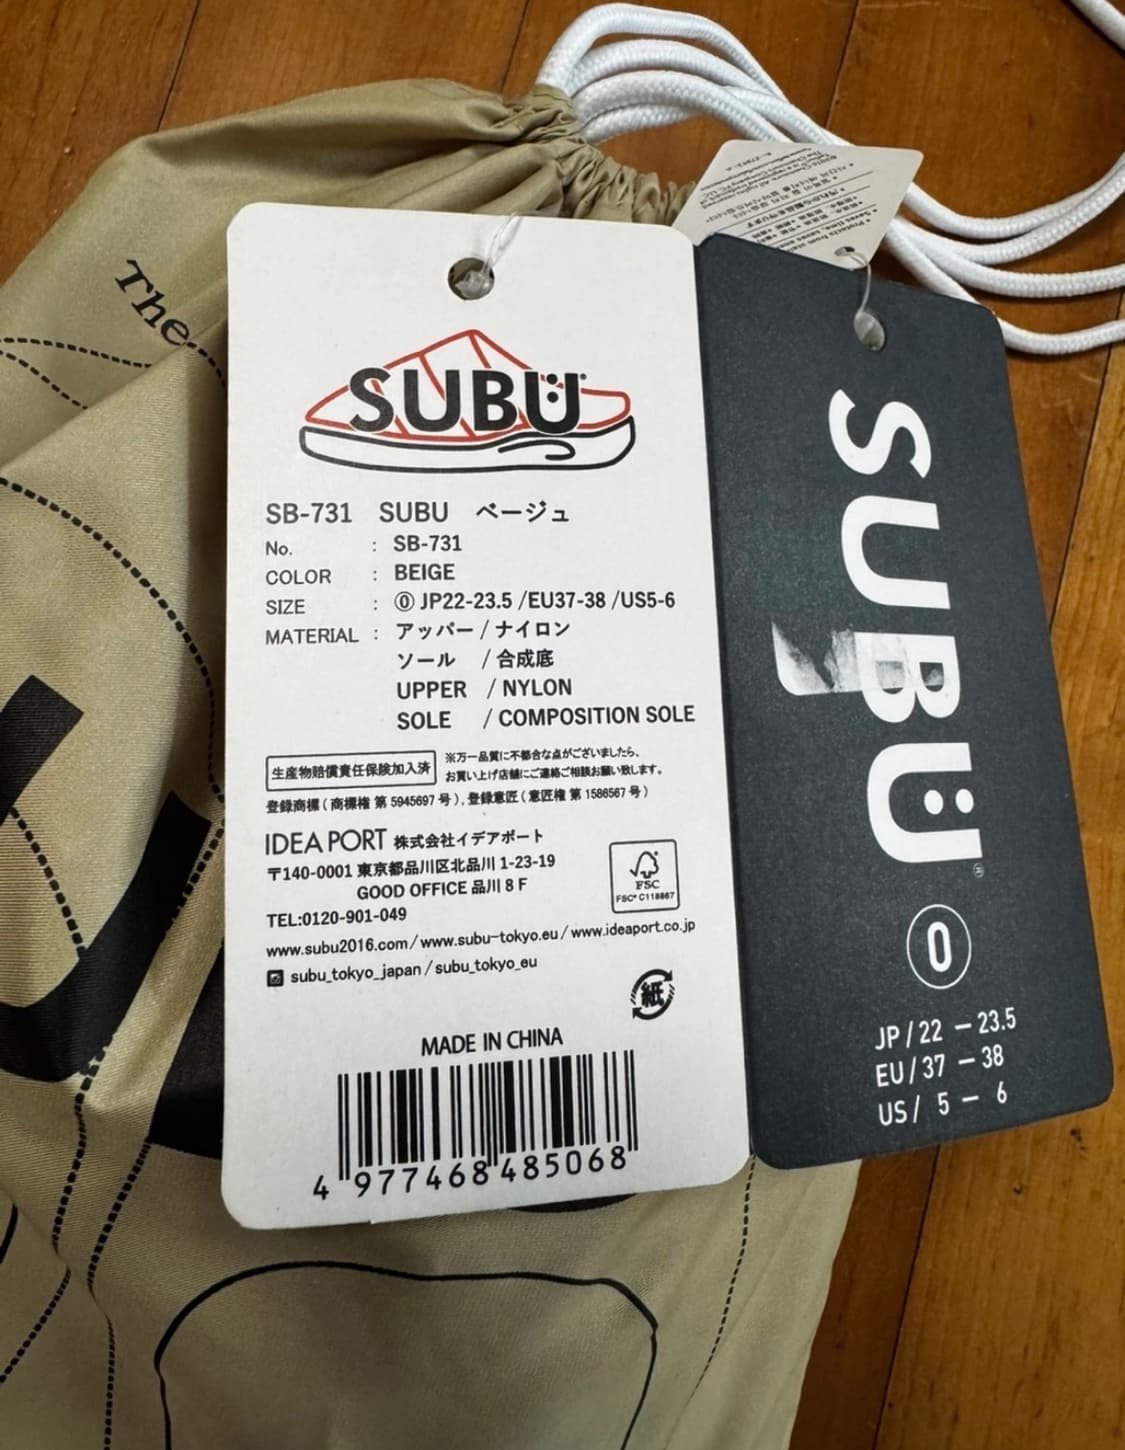 The
SUBU
SB-731 SUBU ベージュ
No. : SB-731
COLOR : BEIGE
SIZE : ⓪ JP22-23.5 /EU37-38 /US5-6
MATERIAL : アッパー / ナイロン
ソール / 合成底
UPPER / NYLON
SOLE / COMPOSITION SOLE
生産物賠償責任保険加入済
※万一品質に不都合な点がございましたら、
お買い上げ店舗にご連絡ご相談お願い致します。
登録商標 ( 商標権 第 5945697 号 ) , 登録意匠 ( 意匠権 第 1586567 号 )
IDEA PORT 株式会社イデアポート
〒140-0001 東京都品川区北品川 1-23-19
GOOD OFFICE 品川 8 F
FSC
FSC® C118867
TEL:0120-901-049
www.subu2016.com / www.subu-tokyo.eu / www.ideaport.co.jp
subu_tokyo_japan / subu_tokyo_eu
紙
MADE IN CHINA
4 977468 485068
SUBU®
0
JP / 22 – 23.5
EU / 37 – 38
US / 5 – 6